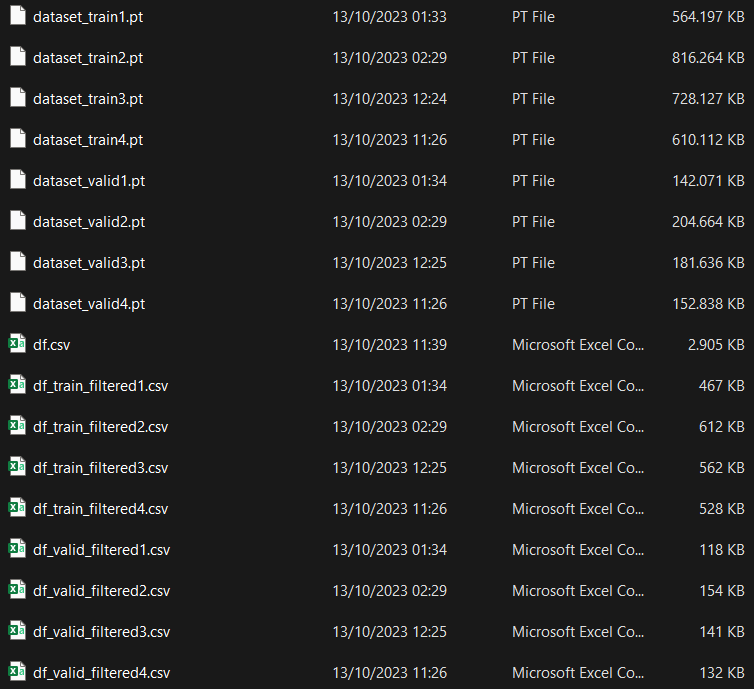 dataset_train1.pt 13/10/2023 01:33 PT File 564.197 KB
dataset_train2.pt 13/10/2023 02:29 PT File 816.264 KB
dataset_train3.pt 13/10/2023 12:24 PT File 728.127 KB
dataset_train4.pt 13/10/2023 11:26 PT File 610.112 KB
dataset_valid1.pt 13/10/2023 01:34 PT File 142.071 KB
dataset_valid2.pt 13/10/2023 02:29 PT File 204.664 KB
dataset_valid3.pt 13/10/2023 12:25 PT File 181.636 KB
dataset_valid4.pt 13/10/2023 11:26 PT File 152.838 KB
df.csv 13/10/2023 11:39 Microsoft Excel Co... 2.905 KB
df_train_filtered1.csv 13/10/2023 01:34 Microsoft Excel Co... 467 KB
df_train_filtered2.csv 13/10/2023 02:29 Microsoft Excel Co... 612 KB
df_train_filtered3.csv 13/10/2023 12:25 Microsoft Excel Co... 562 KB
df_train_filtered4.csv 13/10/2023 11:26 Microsoft Excel Co... 528 KB
df_valid_filtered1.csv 13/10/2023 01:34 Microsoft Excel Co... 118 KB
df_valid_filtered2.csv 13/10/2023 02:29 Microsoft Excel Co... 154 KB
df_valid_filtered3.csv 13/10/2023 12:25 Microsoft Excel Co... 141 KB
df_valid_filtered4.csv 13/10/2023 11:26 Microsoft Excel Co... 132 KB